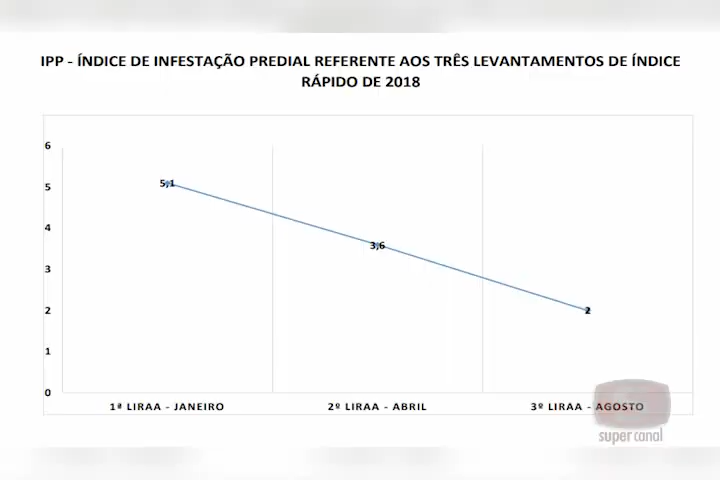 IPP - ÍNDICE DE INFESTAÇÃO PREDIAL REFERENTE AOS TRÊS LEVANTAMENTOS DE ÍNDICE
RÁPIDO DE 2018
6
5
4
3
2
1
0
5,1
3,6
2
1ª LIRAA - JANEIRO
2º LIRAA - ABRIL
3º LIRAA - AGOSTO
super canal